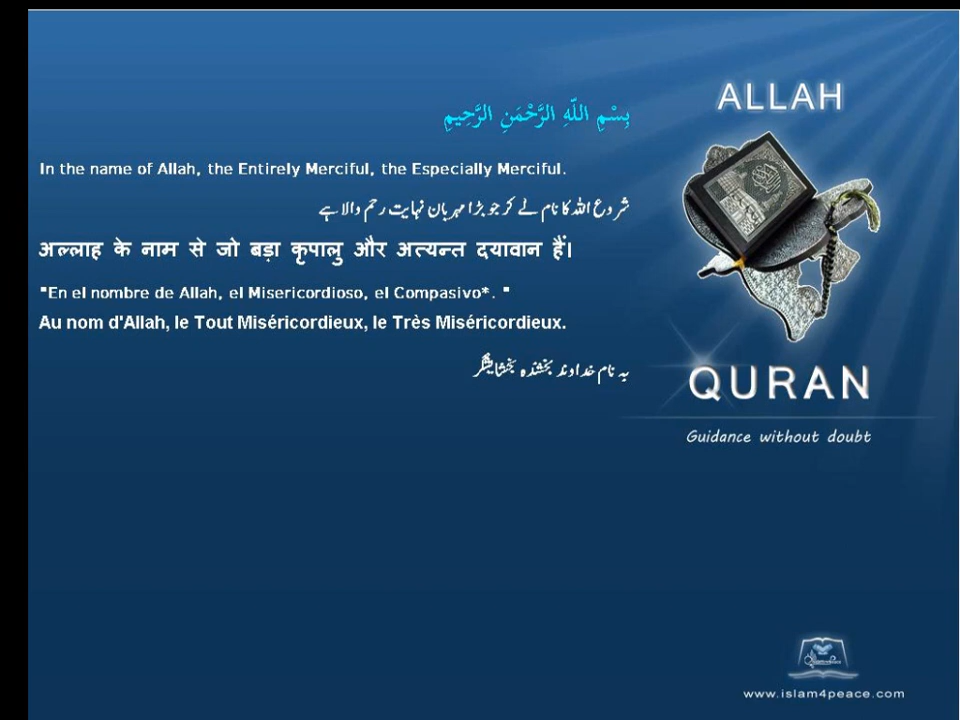 بِسْمِ اللّهِ الرَّحْمَنِ الرَّحِيمِ
In the name of Allah, the Entirely Merciful, the Especially Merciful.
شروع الله کا نام لے کر جو بڑا مہربان نہایت رحم والا ہے
अल्लाह के नाम से जो बड़ा कृपालु और अत्यन्त दयावान हैं।
"En el nombre de Allah, el Misericordioso, el Compasivo*. "
Au nom d'Allah, le Tout Miséricordieux, le Très Miséricordieux.
به نام خداوند بخشنده بخشایشگر
ALLAH
QURAN
Guidance without doubt
www.islam4peace.com